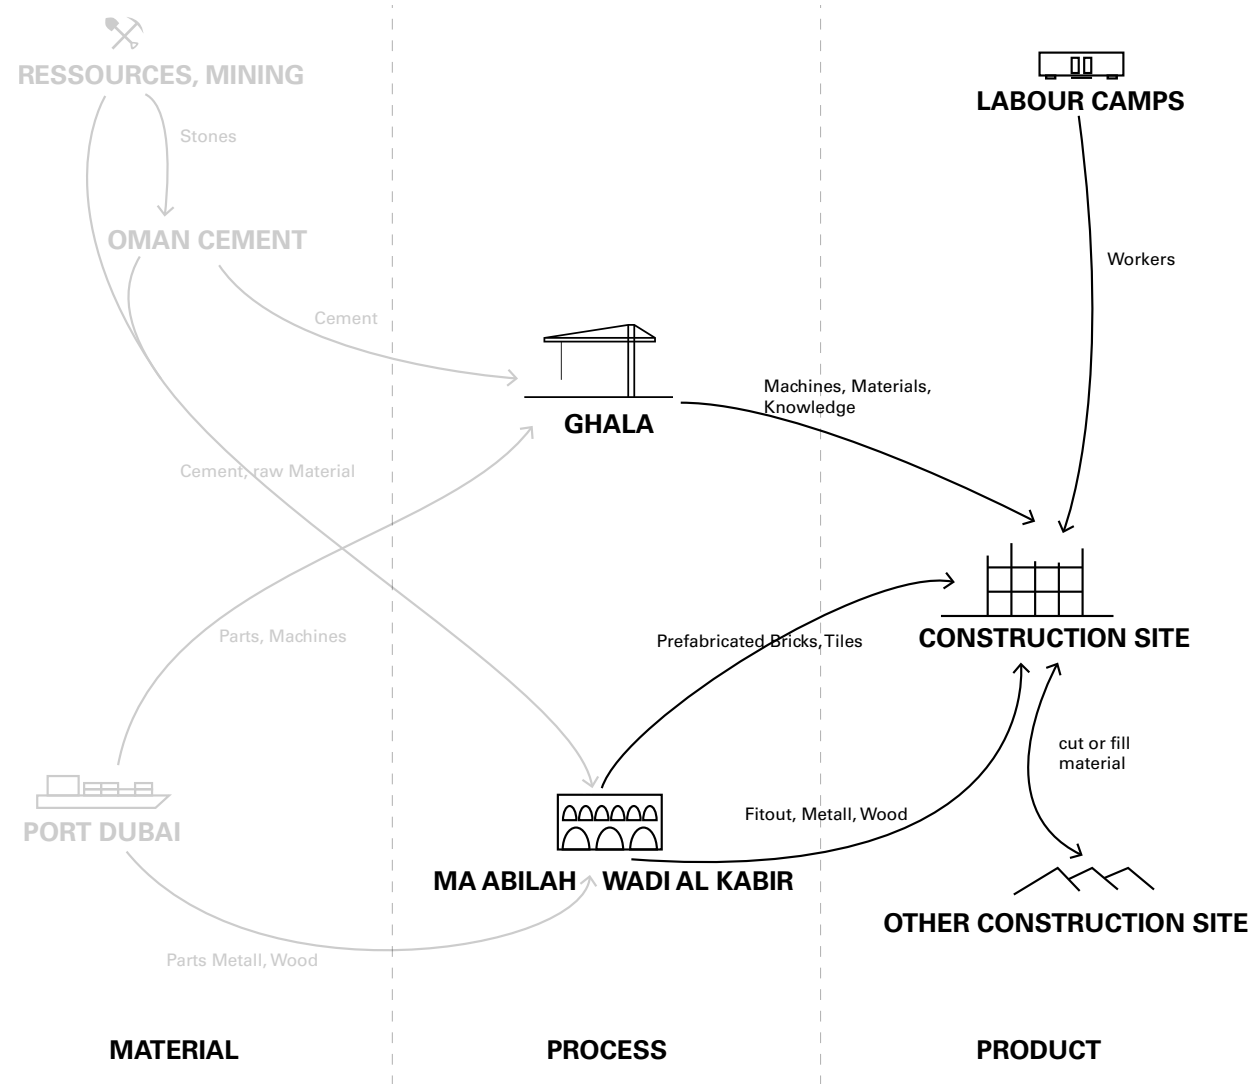 RESSOURCES, MINING
LABOUR CAMPS
Stones
OMAN CEMENT
Workers
Cement
Machines, Materials,
Knowledge
GHALA
Cement, raw Material
Parts, Machines
Prefabricated Bricks, Tiles
CONSTRUCTION SITE
cut or fill
material
Fitout, Metall, Wood
PORT DUBAI
MA ABILAH WADI AL KABIR
OTHER CONSTRUCTION SITE
Parts Metall, Wood
MATERIAL
PROCESS
PRODUCT